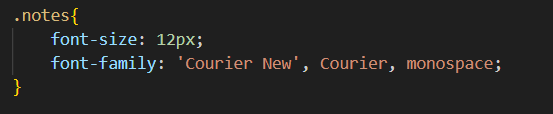 .notes{
    font-size: 12px;
    font-family: 'Courier New', Courier, monospace;
}